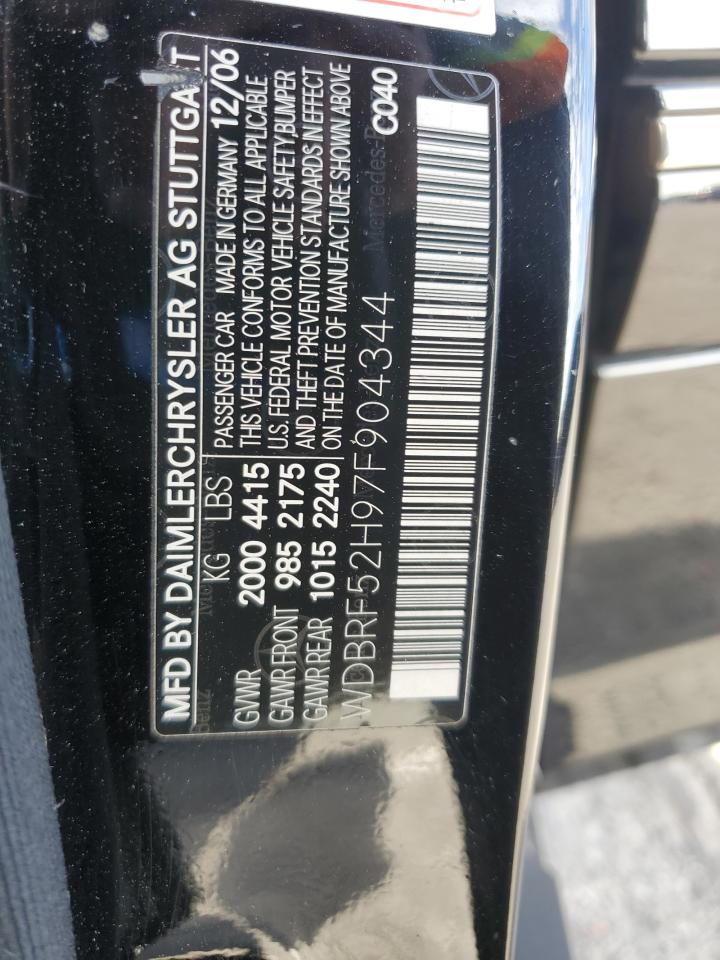 MFD BY DAIMLERCHRYSLER AG STUTTGART
KG LBS
GVWR 2000 4415
GAWR FRONT 985 2175
GAWR REAR 1015 2240
PASSENGER CAR MADE IN GERMANY 12/06
THIS VEHICLE CONFORMS TO ALL APPLICABLE
U.S. FEDERAL MOTOR VEHICLE SAFETY,BUMPER
AND THEFT PREVENTION STANDARDS IN EFFECT
ON THE DATE OF MANUFACTURE SHOWN ABOVE
WDBRF52H97F904344
C040